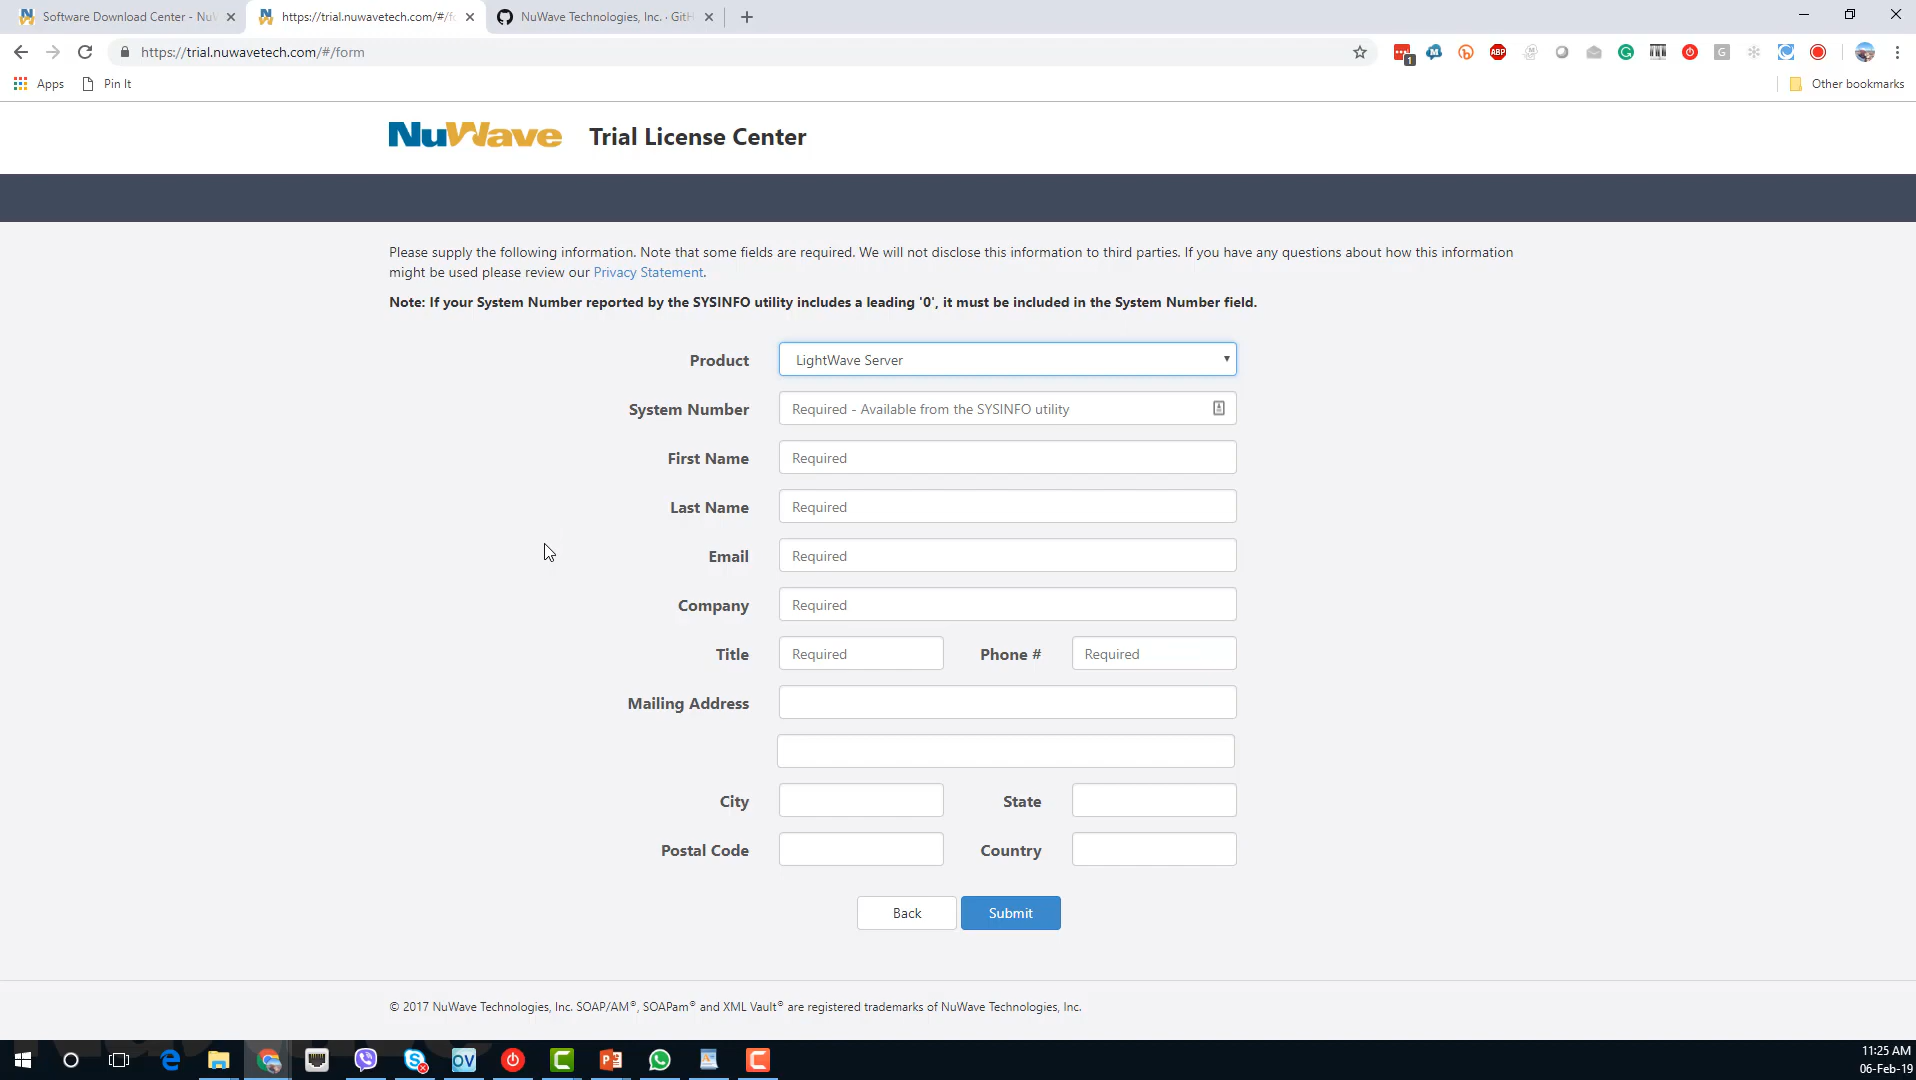 Software Download Center - NuW
https://trial.nuwavetech.com/#/fo
NuWave Technologies, Inc. · GitH
https://trial.nuwavetech.com/#/form
ABP
1
G
Apps
Pin It
Other bookmarks
NuWave Trial License Center
Please supply the following information. Note that some fields are required. We will not disclose this information to third parties. If you have any questions about how this information
might be used please review our Privacy Statement.
Note: If your System Number reported by the SYSINFO utility includes a leading '0', it must be included in the System Number field.
Product LightWave Server
System Number Required - Available from the SYSINFO utility
First Name Required
Last Name Required
Email Required
Company Required
Title Required Phone # Required
Mailing Address
City State
Postal Code Country
Back Submit
© 2017 NuWave Technologies, Inc. SOAP/AM®, SOAPam® and XML Vault® are registered trademarks of NuWave Technologies, Inc.
OV
11:25 AM
06-Feb-19